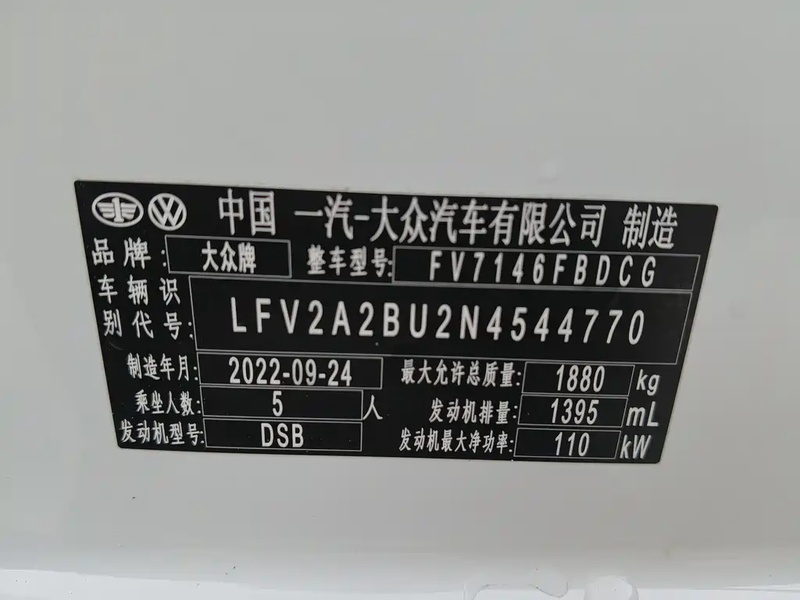 中国 一汽-大众汽车有限公司 制造
品牌: 大众牌 整车型号: FV7146FBDCG
车辆识别代号: LFV2A2BU2N4544770
制造年月: 2022-09-24 最大允许总质量: 1880 kg
乘坐人数: 5 人 发动机排量: 1395 mL
发动机型号: DSB 发动机最大净功率: 110 kW